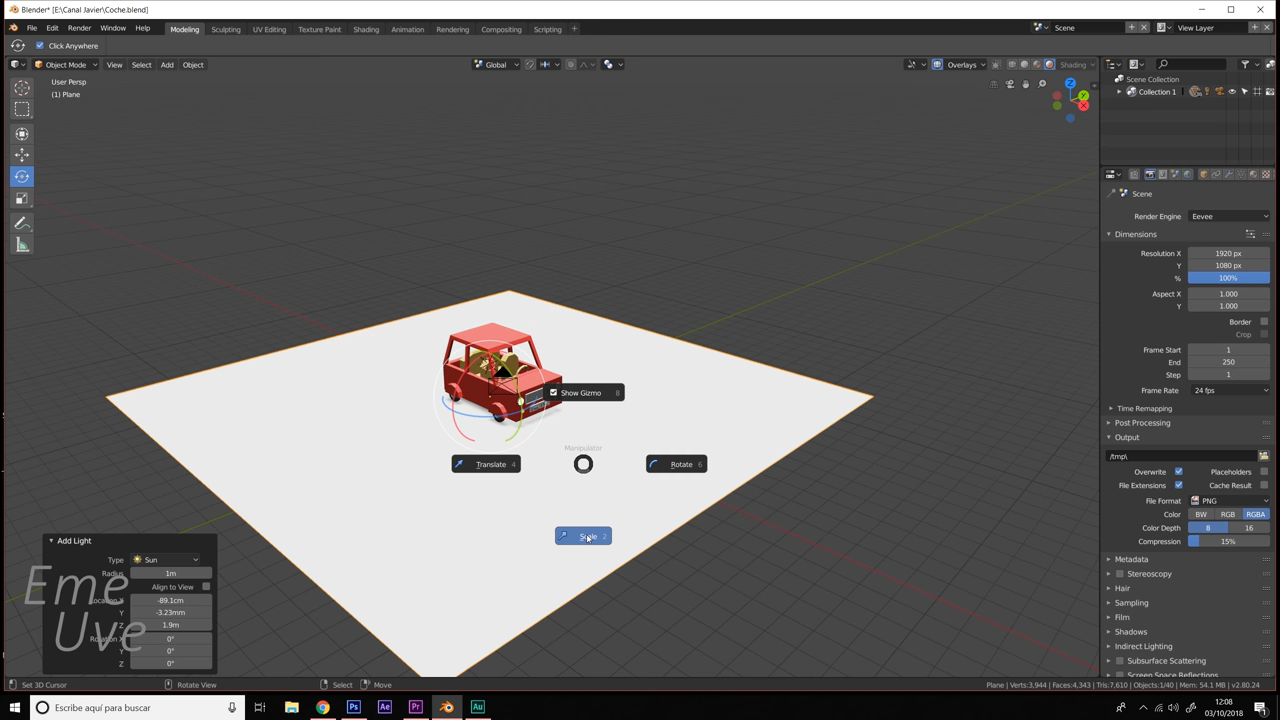 Blender* [E:\Canal Javier\Coche.blend]
File Edit Render Window Help
Modeling Sculpting UV Editing Texture Paint Shading Animation Rendering Compositing Scripting +
Scene
View Layer
Click Anywhere
Object Mode View Select Add Object
Global
Overlays
Shading
User Persp
(1) Plane
Z
Y
X
Scene Collection
Collection 1
Scene
Render Engine Eevee
Dimensions
Resolution X 1920 px
Y 1080 px
% 100%
Aspect X 1.000
Y 1.000
Border
Crop
Frame Start 1
End 250
Step 1
Frame Rate 24 fps
Time Remapping
Post Processing
Output
/tmp\
Overwrite Placeholders
File Extensions Cache Result
File Format PNG
Color BW RGB RGBA
Color Depth 8 16
Compression 15%
Metadata
Stereoscopy
Hair
Sampling
Film
Shadows
Indirect Lighting
Subsurface Scattering
Screen Space Reflections
Show Gizmo 8
Manipulator
Translate 4
Rotate 6
Scale 2
Add Light
Type Sun
Radius 1m
Align to View
Location X -89.1cm
Y -3.23mm
Z 1.9m
Rotation X 0°
Y 0°
Z 0°
Eme
Uve
Set 3D Cursor Rotate View Select Move
Plane | Verts:3,944 | Faces:4,343 | Tris:7,610 | Objects:1/40 | Mem: 54.1 MB | v2.80.24
Escribe aquí para buscar
Ps
Ae
Pr
Au
12:08
03/10/2018
1